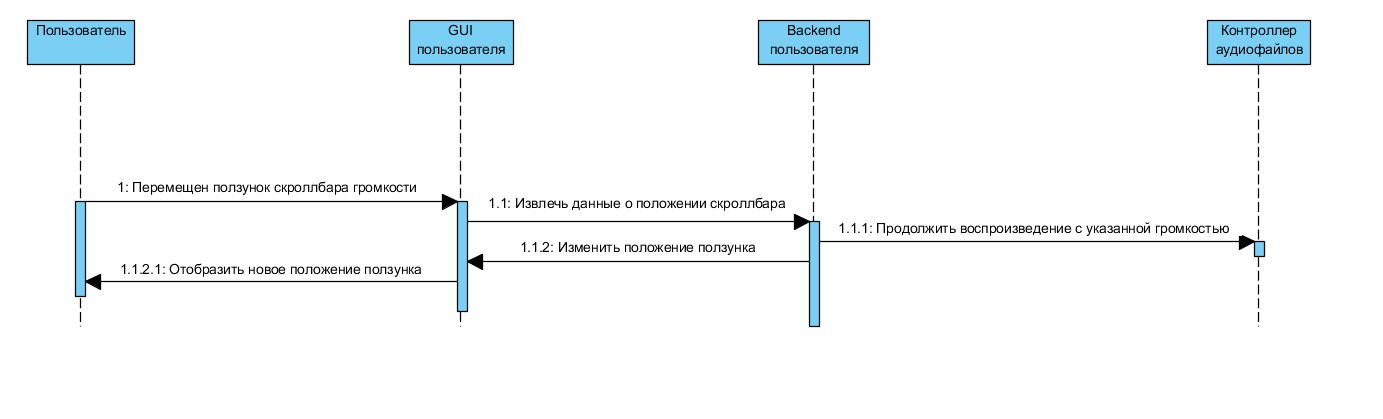 Пользователь
GUI
пользователя
Backend
пользователя
Контроллер
аудиофайлов
1: Перемещен ползунок скроллбара громкости
1.1: Извлечь данные о положении скроллбара
1.1.1: Продолжить воспроизведение с указанной громкостью
1.1.2: Изменить положение ползунка
1.1.2.1: Отобразить новое положение ползунка